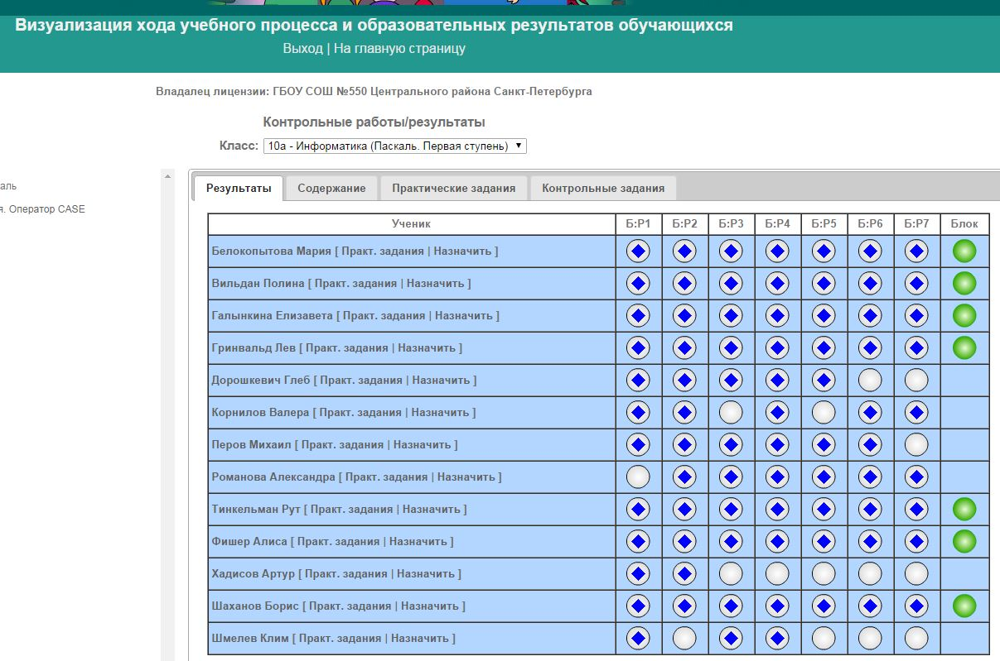 Визуализация хода учебного процесса и образовательных результатов обучающихся
Выход | На главную страницу
Владелец лицензии: ГБОУ СОШ №550 Центрального района Санкт-Петербурга
Контрольные работы/результаты
Класс: 10а - Информатика (Паскаль. Первая ступень)
аль
я. Оператор CASE
Результаты Содержание Практические задания Контрольные задания
Ученик Б:Р1 Б:Р2 Б:Р3 Б:Р4 Б:Р5 Б:Р6 Б:Р7 Блок
Белокопытова Мария [ Практ. задания | Назначить ]
Вильдан Полина [ Практ. задания | Назначить ]
Галынкина Елизавета [ Практ. задания | Назначить ]
Гринвальд Лев [ Практ. задания | Назначить ]
Дорошкевич Глеб [ Практ. задания | Назначить ]
Корнилов Валера [ Практ. задания | Назначить ]
Перов Михаил [ Практ. задания | Назначить ]
Романова Александра [ Практ. задания | Назначить ]
Тинкельман Рут [ Практ. задания | Назначить ]
Фишер Алиса [ Практ. задания | Назначить ]
Хадисов Артур [ Практ. задания | Назначить ]
Шаханов Борис [ Практ. задания | Назначить ]
Шмелев Клим [ Практ. задания | Назначить ]